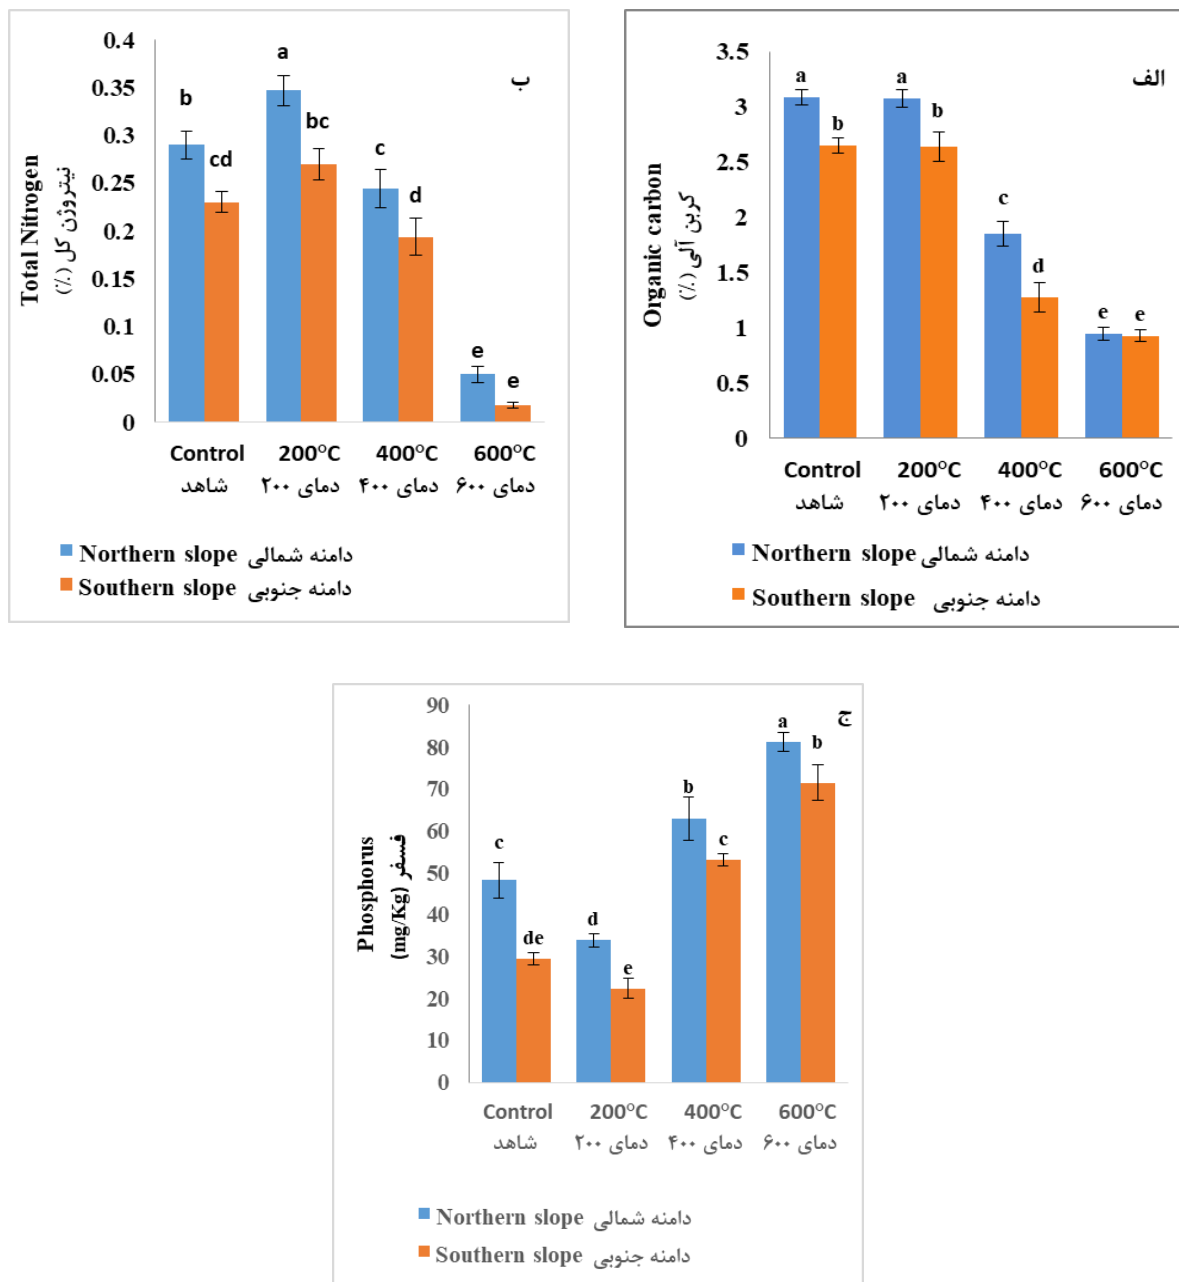 ب
0.4
0.35
0.3
0.25
0.2
0.15
0.1
0.05
0
Total Nitrogen
نیتروژن کل (٪)
b
cd
a
bc
c
d
e
e
Control 200°C 400°C 600°C
شاهد دمای ۲۰۰ دمای ۴۰۰ دمای ۶۰۰
Northern slope دامنه شمالی
Southern slope دامنه جنوبی
الف
3.5
3
2.5
2
1.5
1
0.5
0
Organic carbon
کربن آلی (٪)
a
b
a
b
c
d
e
e
Control 200°C 400°C 600°C
شاهد دمای ۲۰۰ دمای ۴۰۰ دمای ۶۰۰
Northern slope دامنه شمالی
Southern slope دامنه جنوبی
ج
90
80
70
60
50
40
30
20
10
0
Phosphorus
فسفر (mg/Kg)
c
de
d
e
b
c
a
b
Control 200°C 400°C 600°C
شاهد دمای ۲۰۰ دمای ۴۰۰ دمای ۶۰۰
Northern slope دامنه شمالی
Southern slope دامنه جنوبی